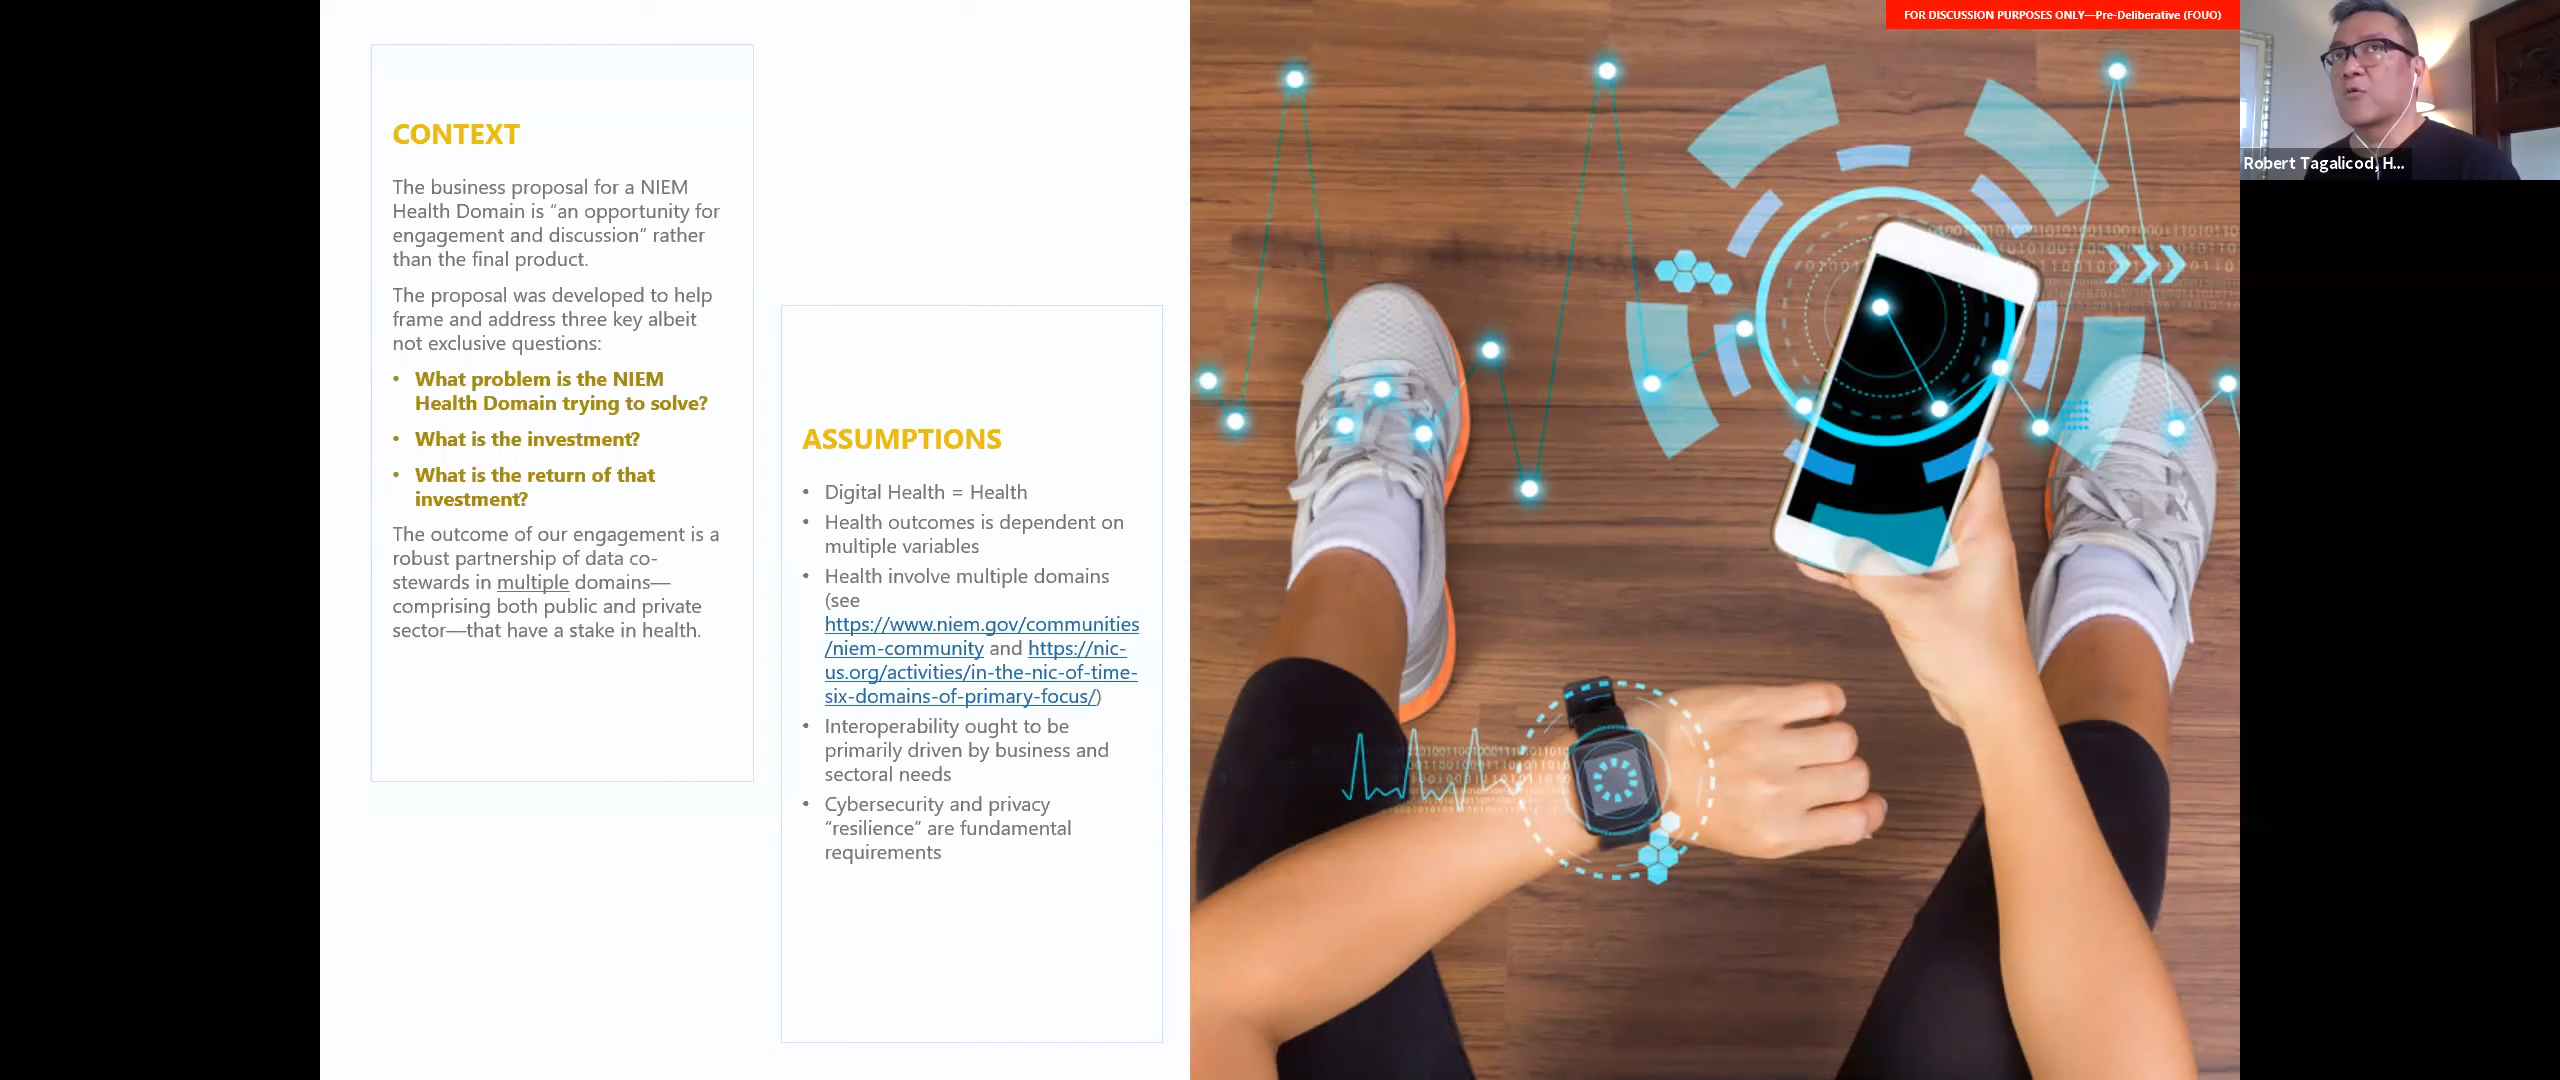 FOR DISCUSSION PURPOSES ONLY—Pre-Deliberative (FOUO)
Robert Tagalicod, H...
CONTEXT
The business proposal for a NIEM
Health Domain is “an opportunity for
engagement and discussion” rather
than the final product.
The proposal was developed to help
frame and address three key albeit
not exclusive questions:
• What problem is the NIEM
Health Domain trying to solve?
• What is the investment?
• What is the return of that
investment?
The outcome of our engagement is a
robust partnership of data co-
stewards in multiple domains—
comprising both public and private
sector—that have a stake in health.
ASSUMPTIONS
• Digital Health = Health
• Health outcomes is dependent on
multiple variables
• Health involve multiple domains
(see
https://www.niem.gov/communities
/niem-community and https://nic-
us.org/activities/in-the-nic-of-time-
six-domains-of-primary-focus/)
• Interoperability ought to be
primarily driven by business and
sectoral needs
• Cybersecurity and privacy
“resilience” are fundamental
requirements